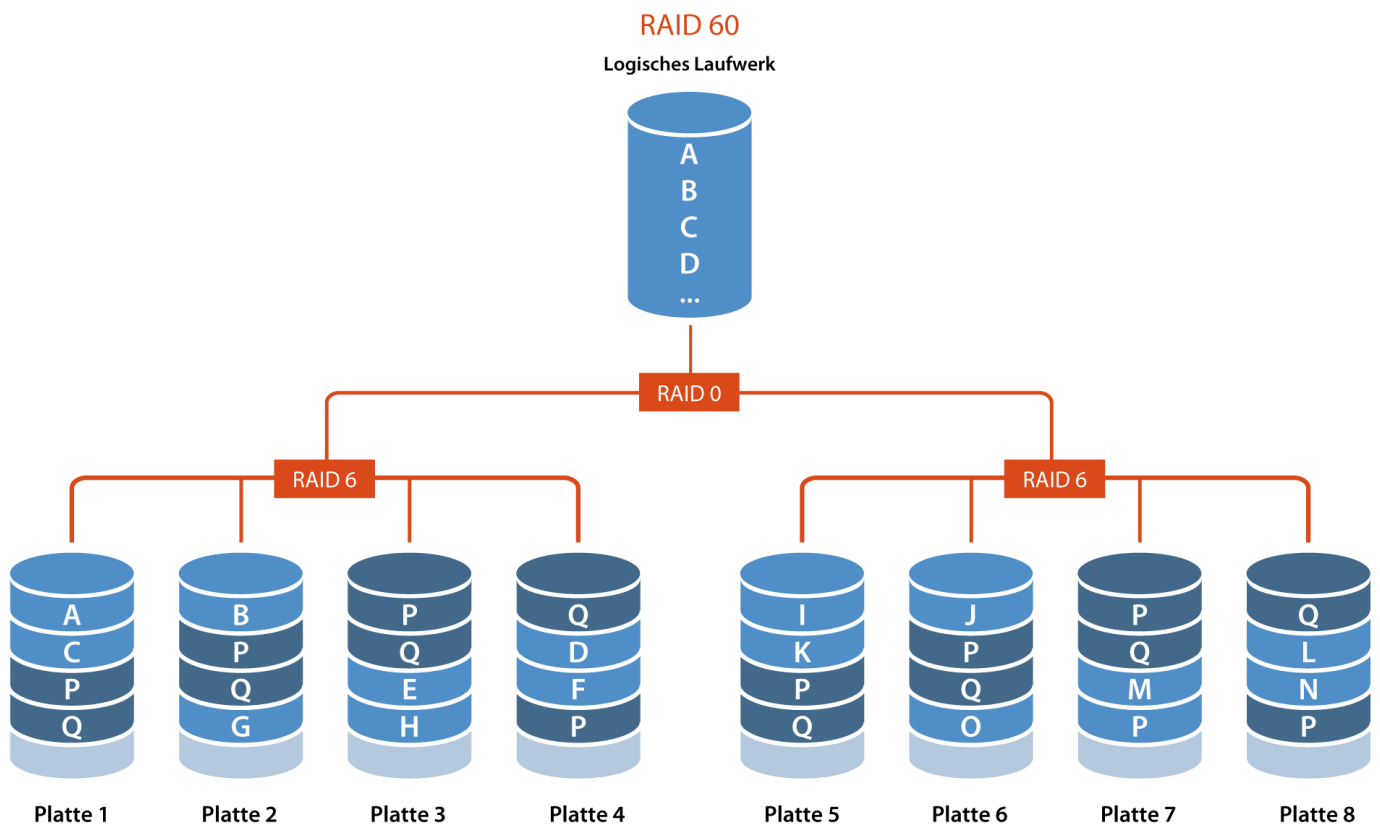 RAID 60
Logisches Laufwerk
A
B
C
D
...
RAID 0
RAID 6 RAID 6
A B P Q I J P Q
C P Q D K P Q L
P Q E F P Q M N
Q G H P Q O P P
Platte 1 Platte 2 Platte 3 Platte 4 Platte 5 Platte 6 Platte 7 Platte 8